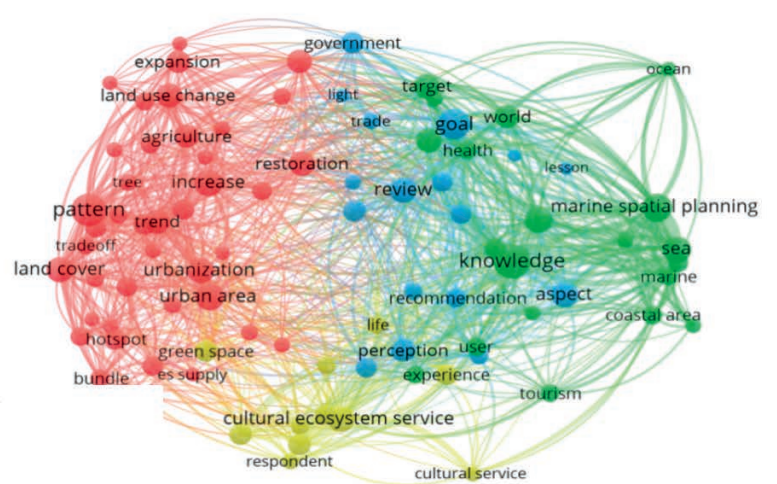 government
expansion
ocean
target
light
land use change
trade
goal
world
agriculture
health
restoration
lesson
tree
increase
review
pattern
marine spatial planning
trend
tradeoff
sea
knowledge
land cover
urbanization
marine
urban area
recommendation
aspect
coastal area
life
hotspot
green space
perception
user
bundle
es supply
experience
tourism
cultural ecosystem service
respondent
cultural service